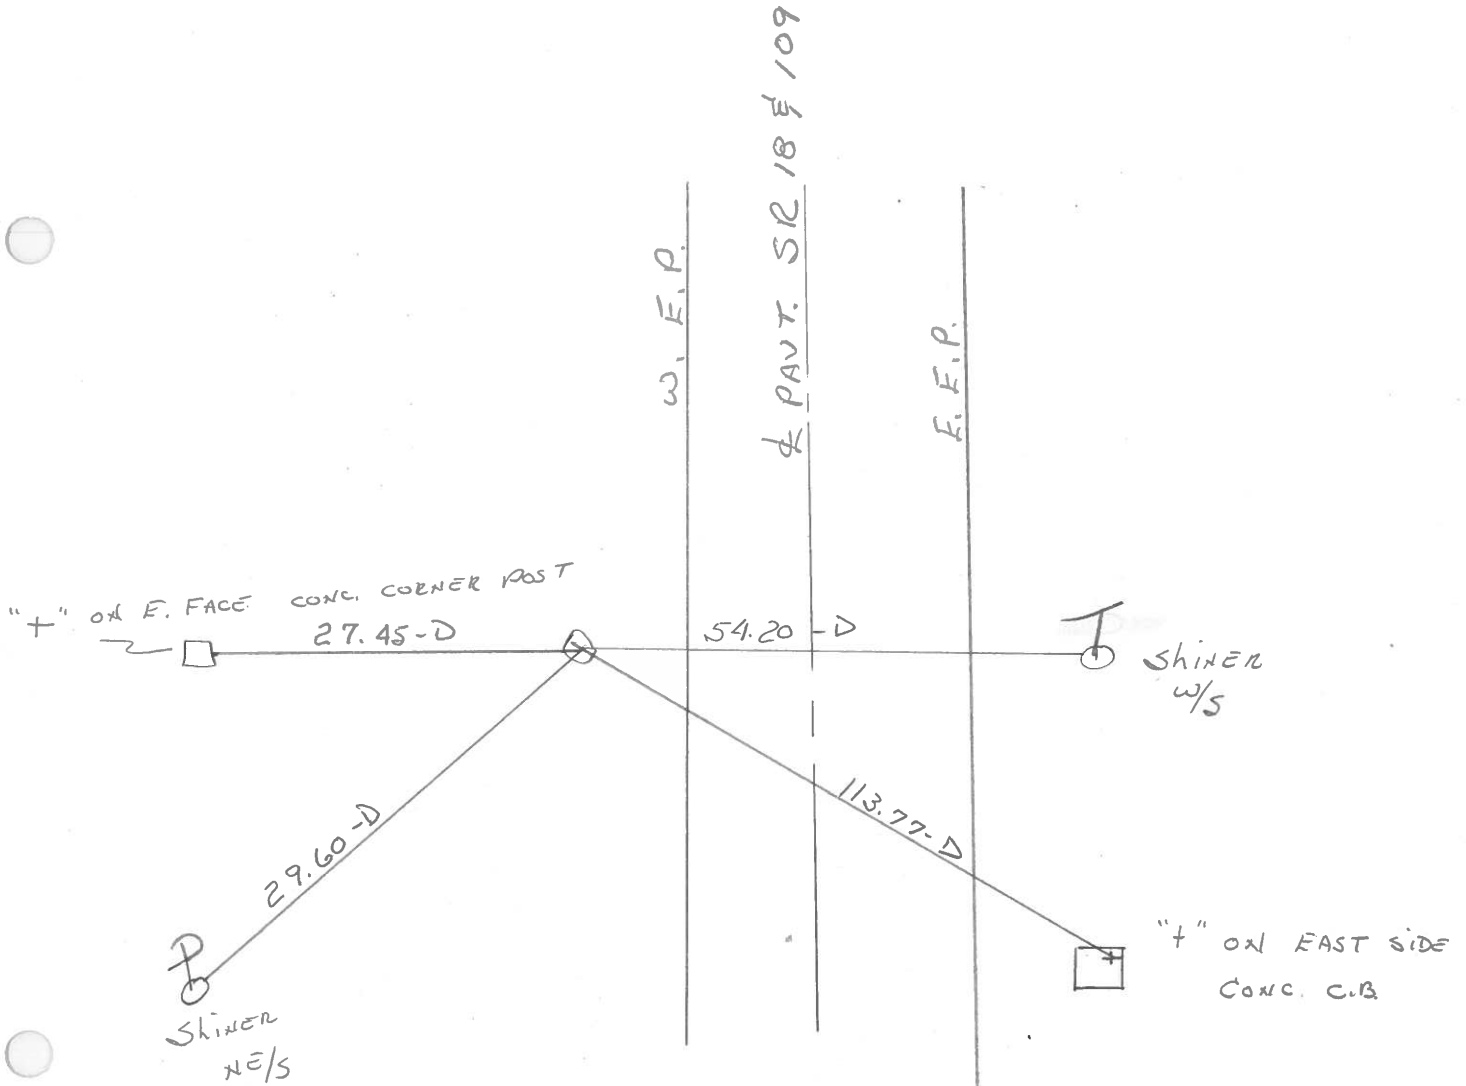 ℄ PAVT. SR 18 & 109
W. E.P.
E. E.P.
"+" ON E. FACE CONC. CORNER POST
27.45-D
54.20-D
T
ShiNER
W/S
29.60-D
113.77-D
P
ShiNER
NE/S
"+" ON EAST SiDE
CONC. C.B.